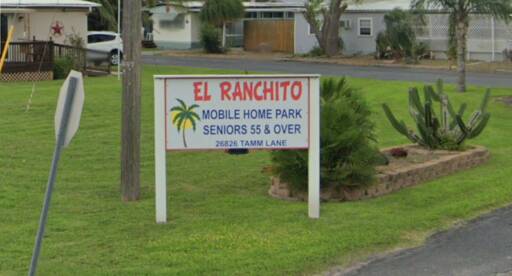 EL RANCHITO
MOBILE HOME PARK
SENIORS 55 & OVER
26826 TAMM LANE